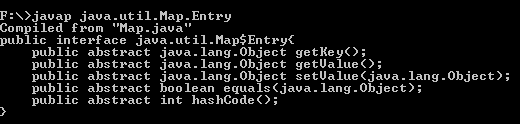 F:\>javap java.util.Map.Entry
Compiled from "Map.java"
public interface java.util.Map$Entry{
    public abstract java.lang.Object getKey();
    public abstract java.lang.Object getValue();
    public abstract java.lang.Object setValue(java.lang.Object);
    public abstract boolean equals(java.lang.Object);
    public abstract int hashCode();
}